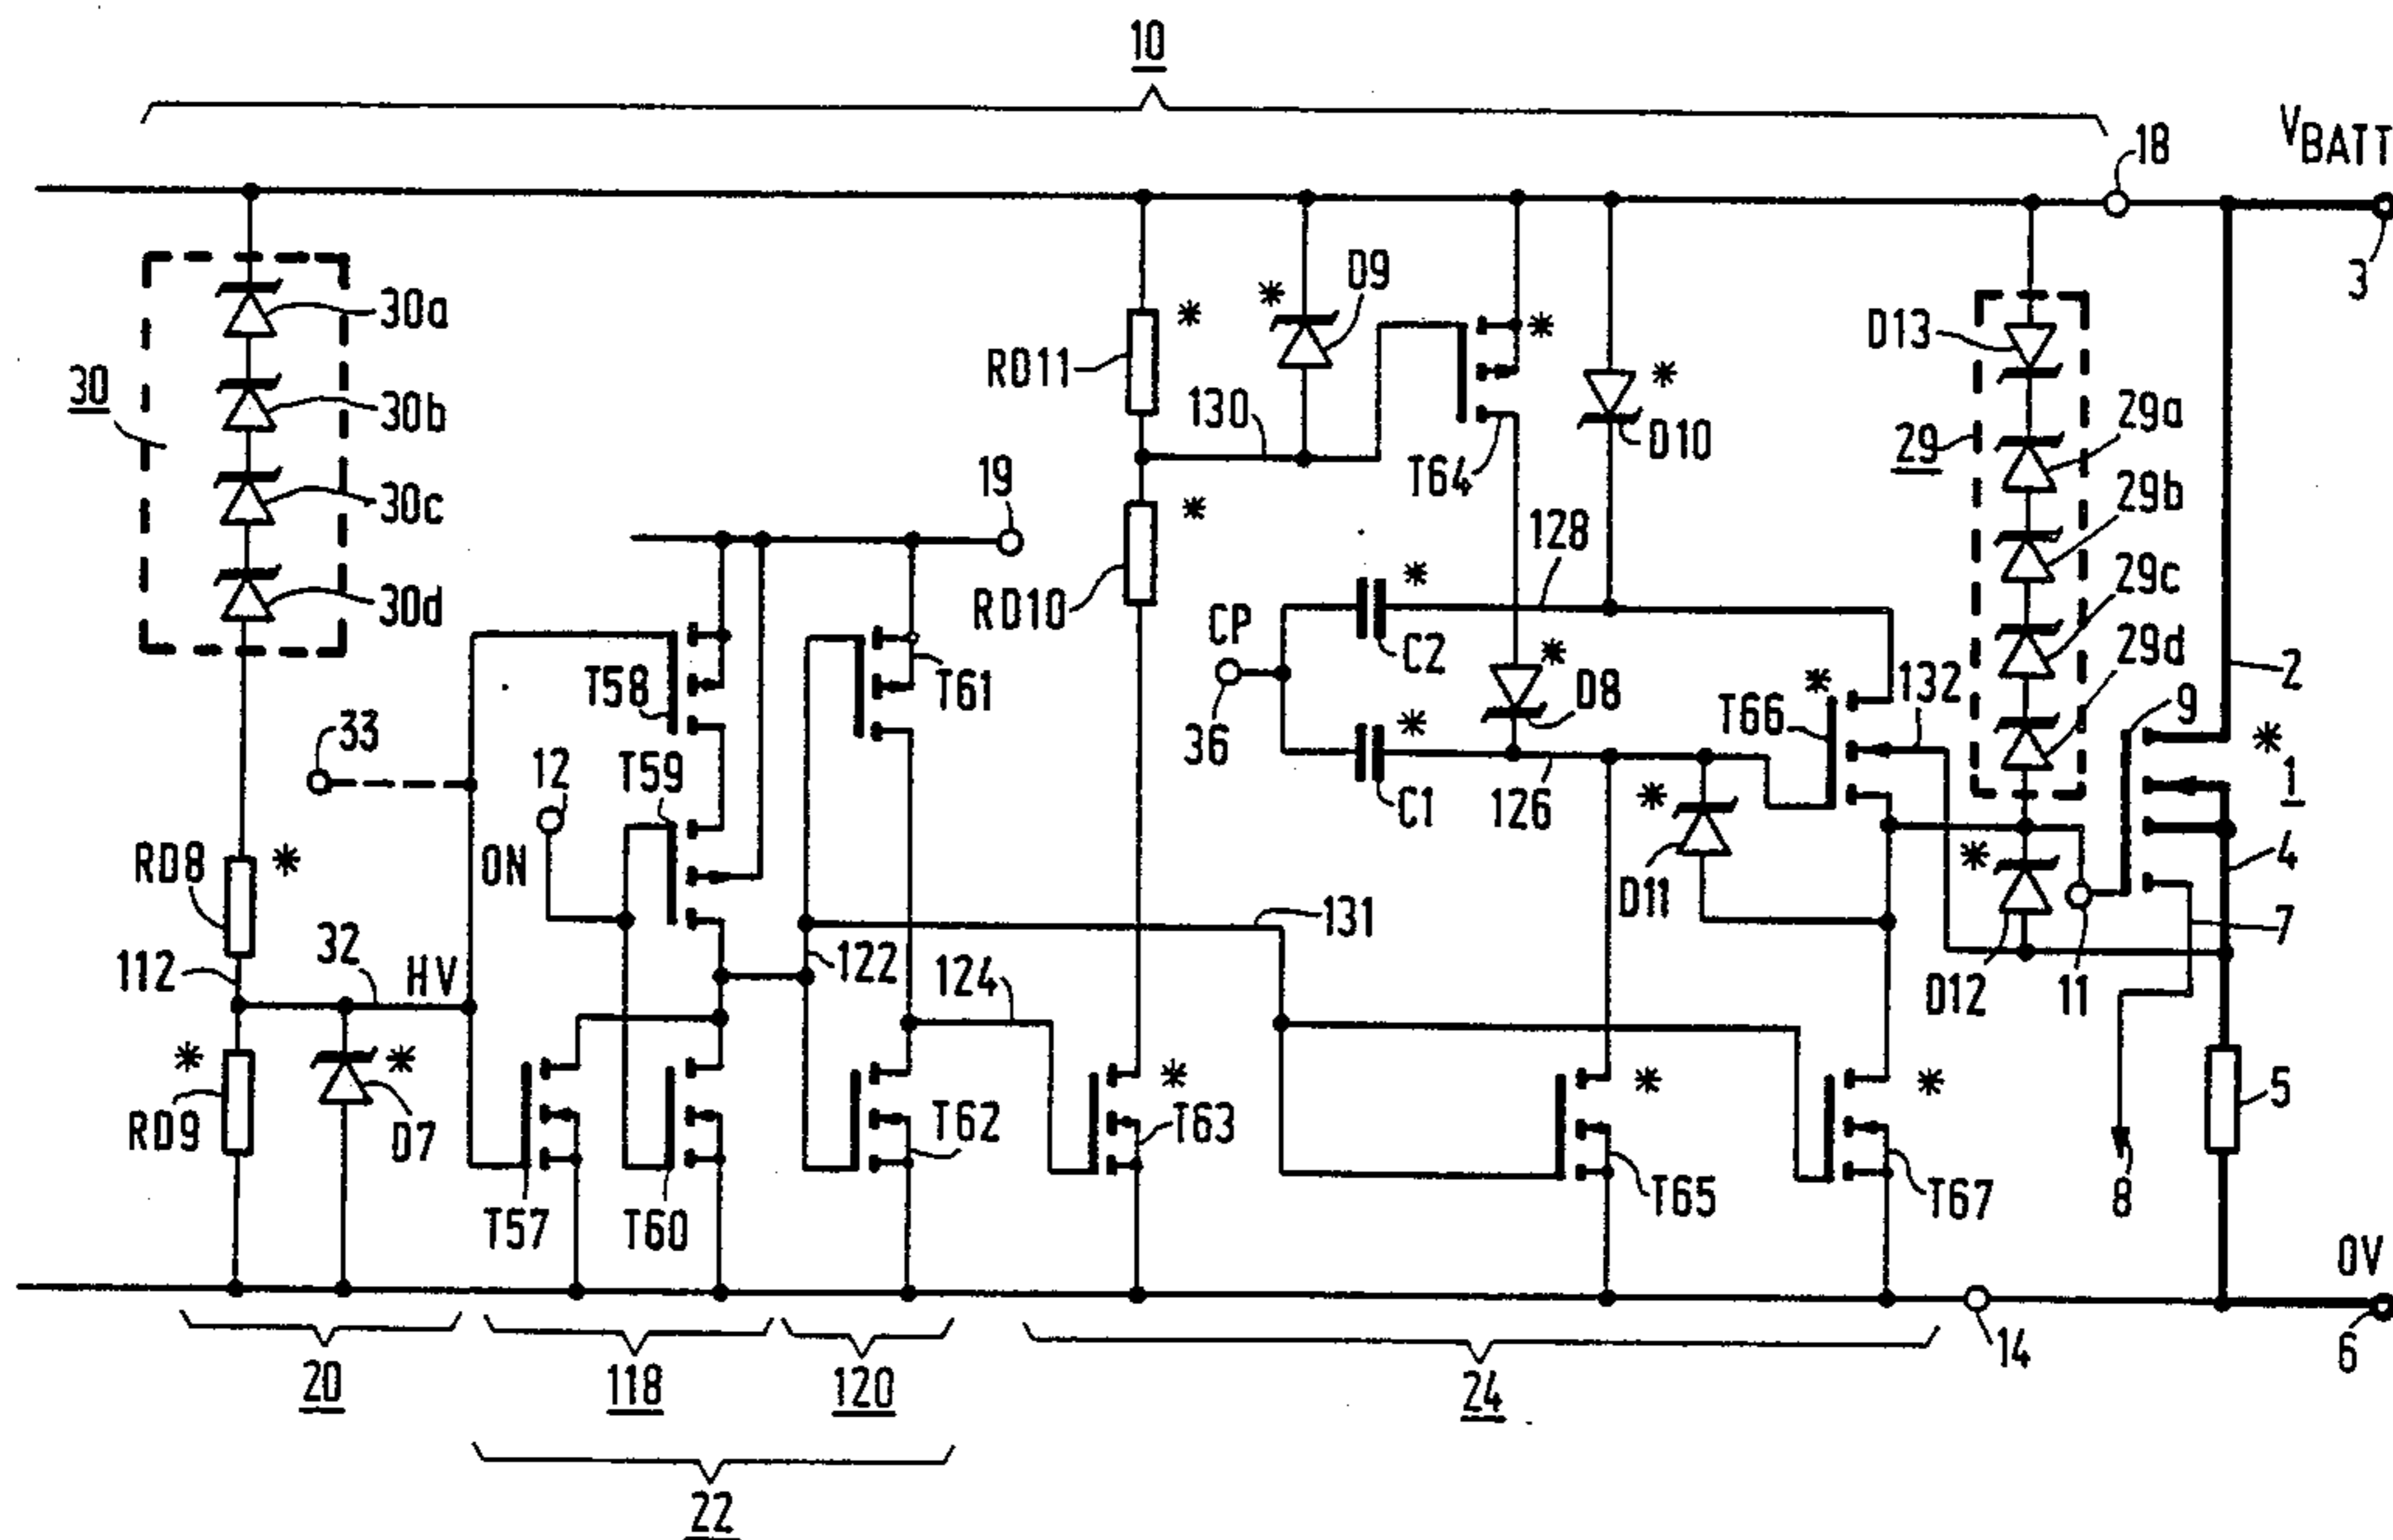 10
VBATT
18
3
30a
30b
30c
30d
30
RD11
*
*
D9
130
*
T64
*
D10
D13
29
29a
29b
29c
29d
19
RD10
*
128
CP
36
*
C2
*
D8
*
C1
126
T66
*
132
9
2
*
1
T58
T61
33
12
T59
ON
RD8
*
112
32
HV
122
124
131
*
D11
*
D12
11
4
7
RD9
*
*
D7
T57
T60
T62
*
T63
*
T65
*
T67
8
5
0V
6
14
20
118
120
24
22